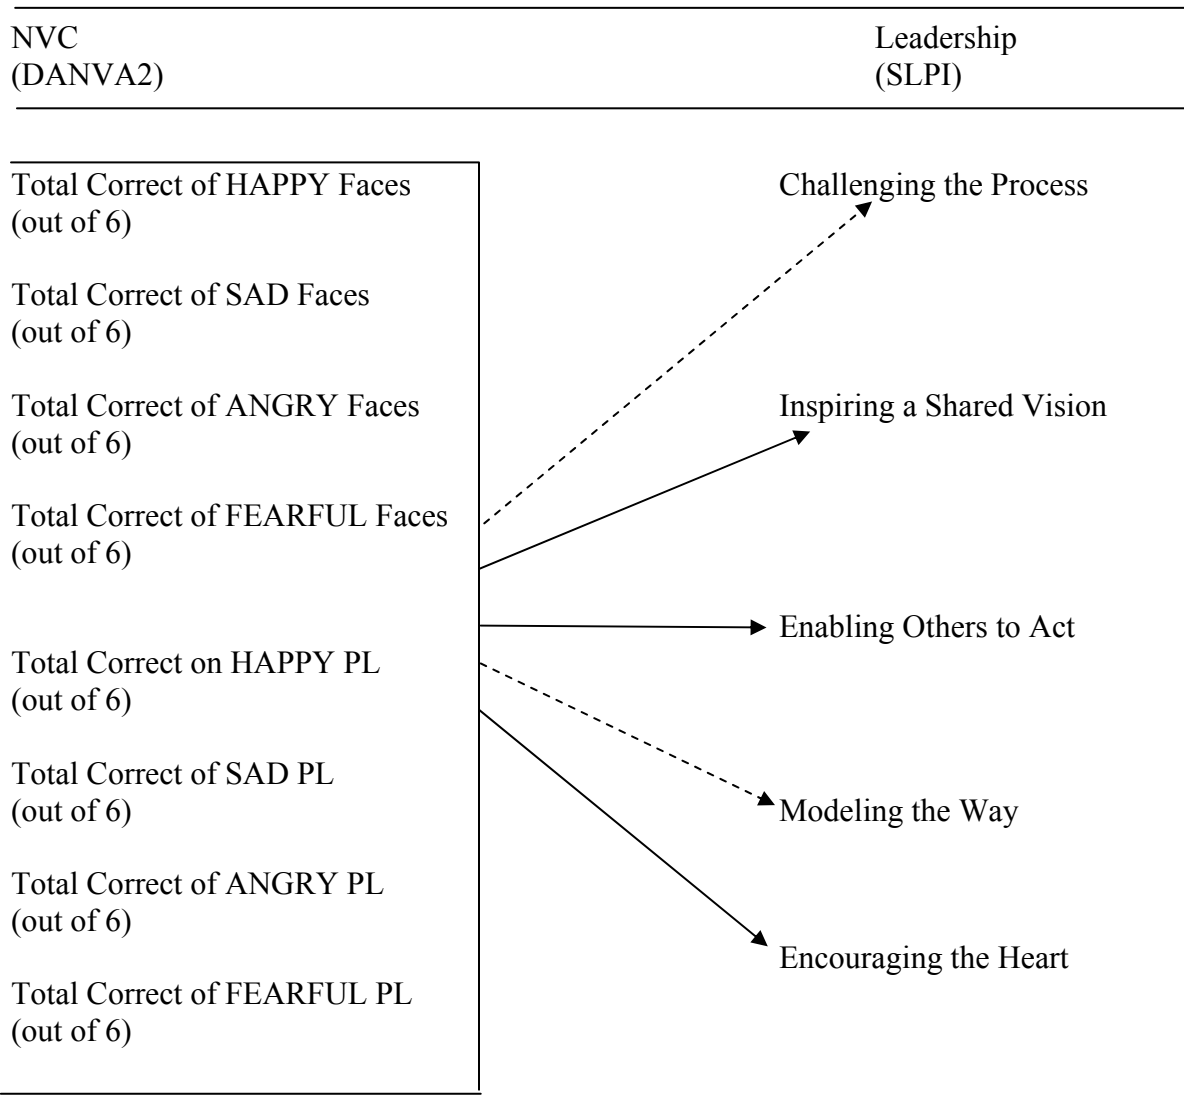 NVC
(DANVA2)
Leadership
(SLPI)
Total Correct of HAPPY Faces
(out of 6)
Total Correct of SAD Faces
(out of 6)
Total Correct of ANGRY Faces
(out of 6)
Total Correct of FEARFUL Faces
(out of 6)
Total Correct on HAPPY PL
(out of 6)
Total Correct of SAD PL
(out of 6)
Total Correct of ANGRY PL
(out of 6)
Total Correct of FEARFUL PL
(out of 6)
Challenging the Process
Inspiring a Shared Vision
Enabling Others to Act
Modeling the Way
Encouraging the Heart